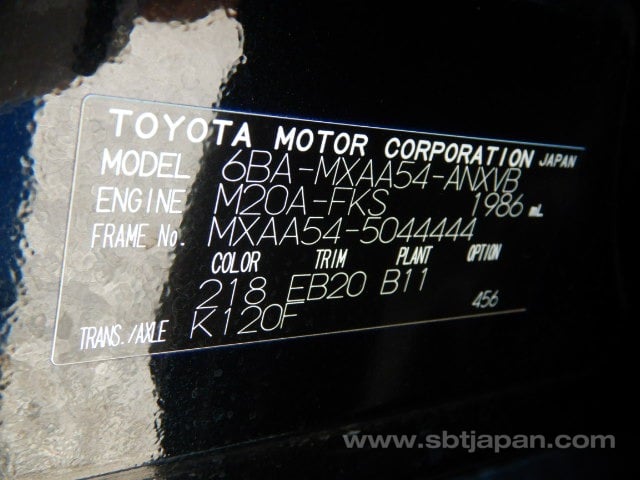 TOYOTA MOTOR CORPORATION JAPAN
MODEL 6BA-MXAA54-ANXVB
ENGINE M20A-FKS 1986 mL
FRAME No. MXAA54-5044444
COLOR TRIM PLANT OPTION
218 EB20 B11 456
TRANS./AXLE K120F
www.sbtjapan.com